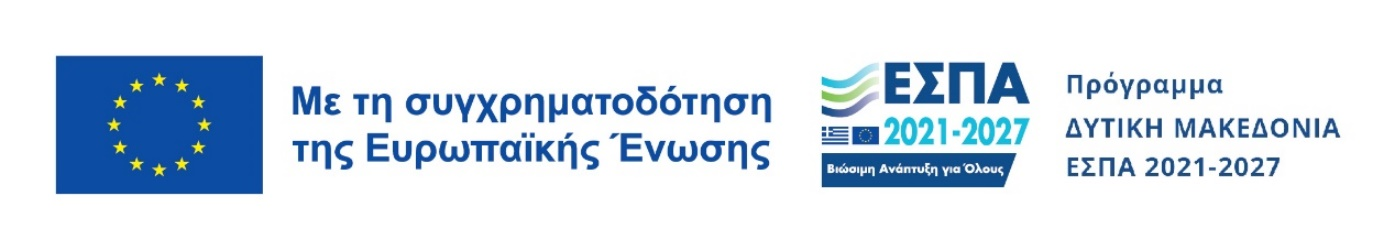 Με τη συγχρηματοδότηση
της Ευρωπαϊκής Ένωσης
ΕΣΠΑ
2021-2027
Βιώσιμη Ανάπτυξη για Όλους
Πρόγραμμα
ΔΥΤΙΚΗ ΜΑΚΕΔΟΝΙΑ
ΕΣΠΑ 2021-2027